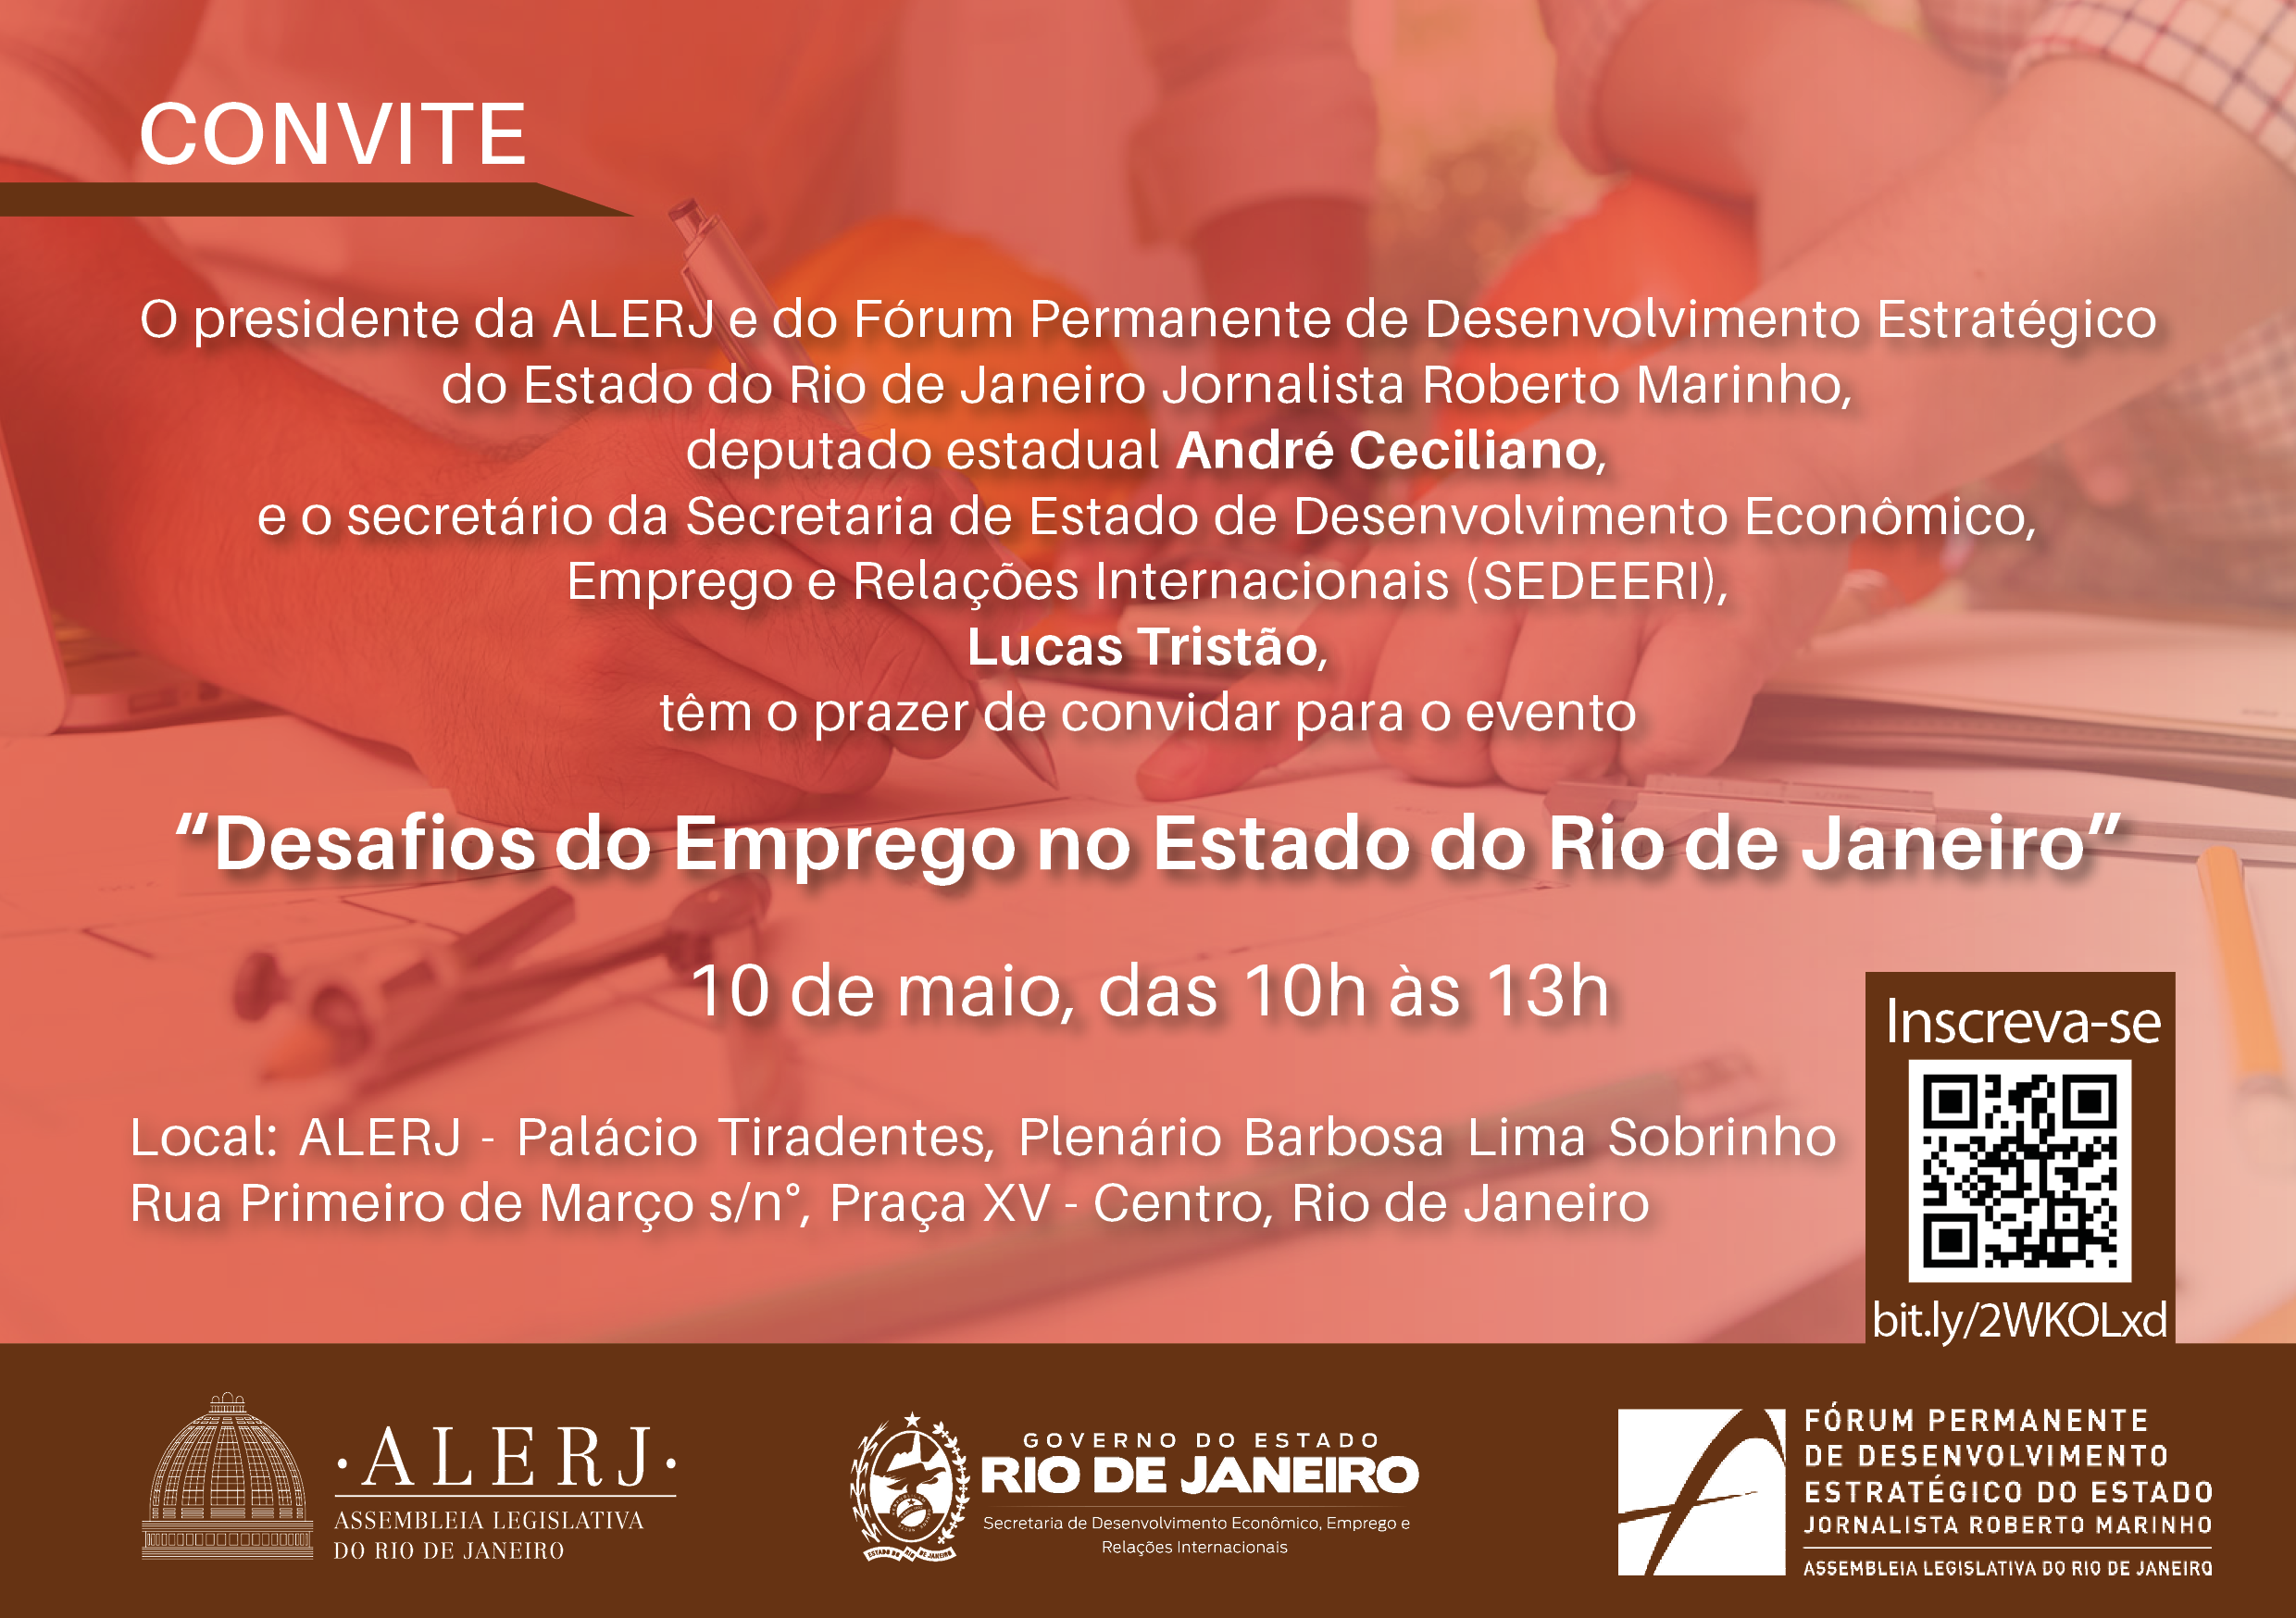 CONVITE
O presidente da ALERJ e do Fórum Permanente de Desenvolvimento Estratégico
do Estado do Rio de Janeiro Jornalista Roberto Marinho,
deputado estadual André Ceciliano,
e o secretário da Secretaria de Estado de Desenvolvimento Econômico,
Emprego e Relações Internacionais (SEDEERI),
Lucas Tristão,
têm o prazer de convidar para o evento
“Desafios do Emprego no Estado do Rio de Janeiro”
10 de maio, das 10h às 13h
Local: ALERJ - Palácio Tiradentes, Plenário Barbosa Lima Sobrinho
Rua Primeiro de Março s/n°, Praça XV - Centro, Rio de Janeiro
Inscreva-se
bit.ly/2WKOLxd
·ALERJ·
ASSEMBLEIA LEGISLATIVA
DO RIO DE JANEIRO
ESTADO DO RIO DE JANEIRO
GOVERNO DO ESTADO
RIO DE JANEIRO
Secretaria de Desenvolvimento Econômico, Emprego e
Relações Internacionais
FÓRUM PERMANENTE
DE DESENVOLVIMENTO
ESTRATÉGICO DO ESTADO
JORNALISTA ROBERTO MARINHO
ASSEMBLEIA LEGISLATIVA DO RIO DE JANEIRO